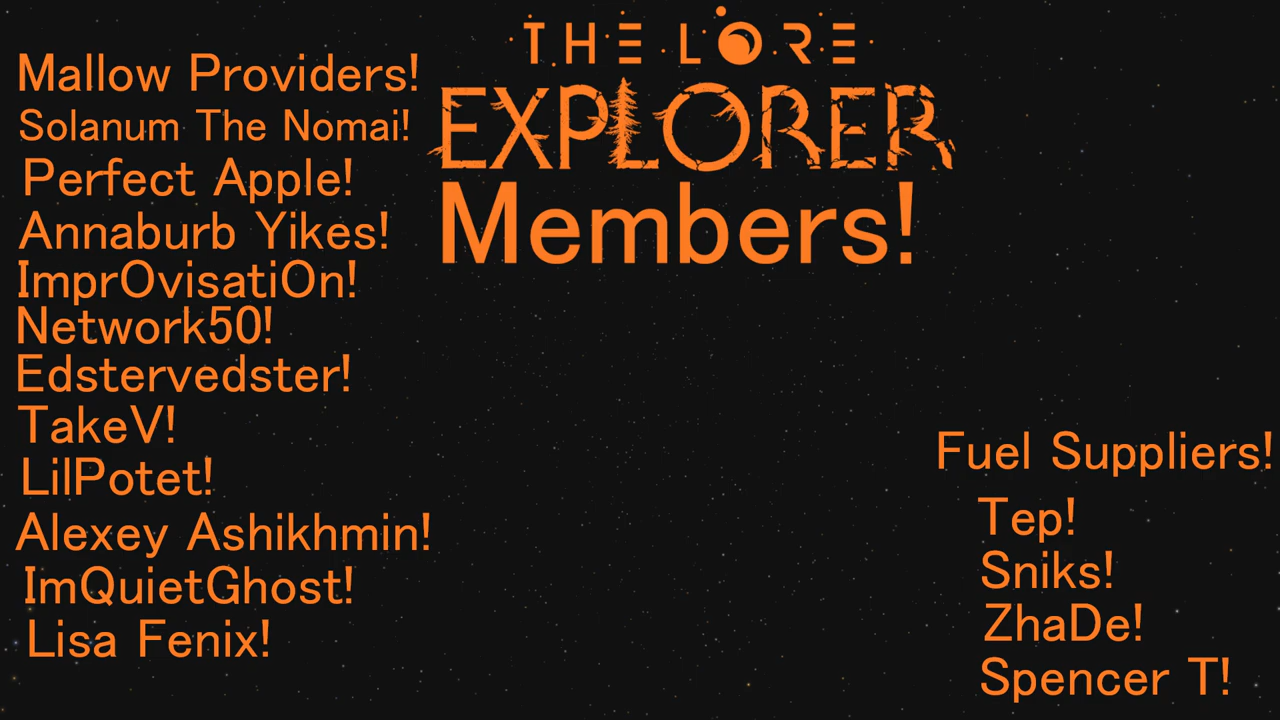 THE LORE
EXPLORER
Members!
Mallow Providers!
Solanum The Nomai!
Perfect Apple!
Annaburb Yikes!
ImprOvisatiOn!
Network50!
Edstervedster!
TakeV!
LilPotet!
Alexey Ashikhmin!
ImQuietGhost!
Lisa Fenix!
Fuel Suppliers!
Tep!
Sniks!
ZhaDe!
Spencer T!